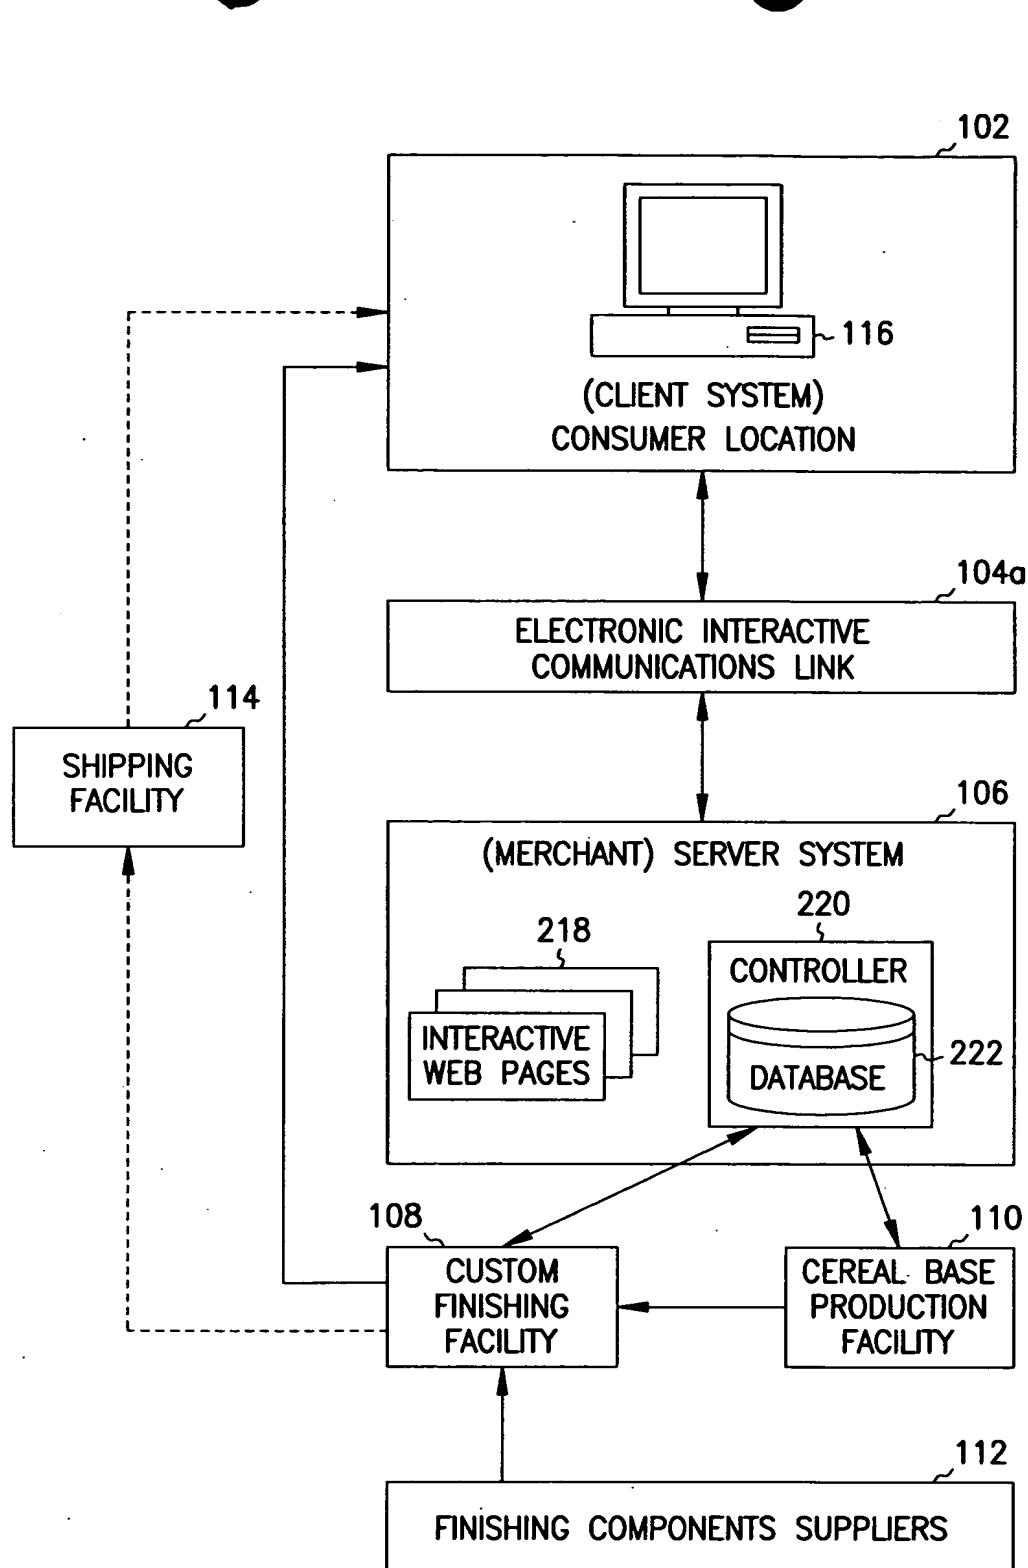 102
116
(CLIENT SYSTEM)
CONSUMER LOCATION
104a
ELECTRONIC INTERACTIVE
COMMUNICATIONS LINK
114
SHIPPING
FACILITY
106
(MERCHANT) SERVER SYSTEM
218
INTERACTIVE
WEB PAGES
220
CONTROLLER
DATABASE
222
108
CUSTOM
FINISHING
FACILITY
110
CEREAL BASE
PRODUCTION
FACILITY
112
FINISHING COMPONENTS SUPPLIERS